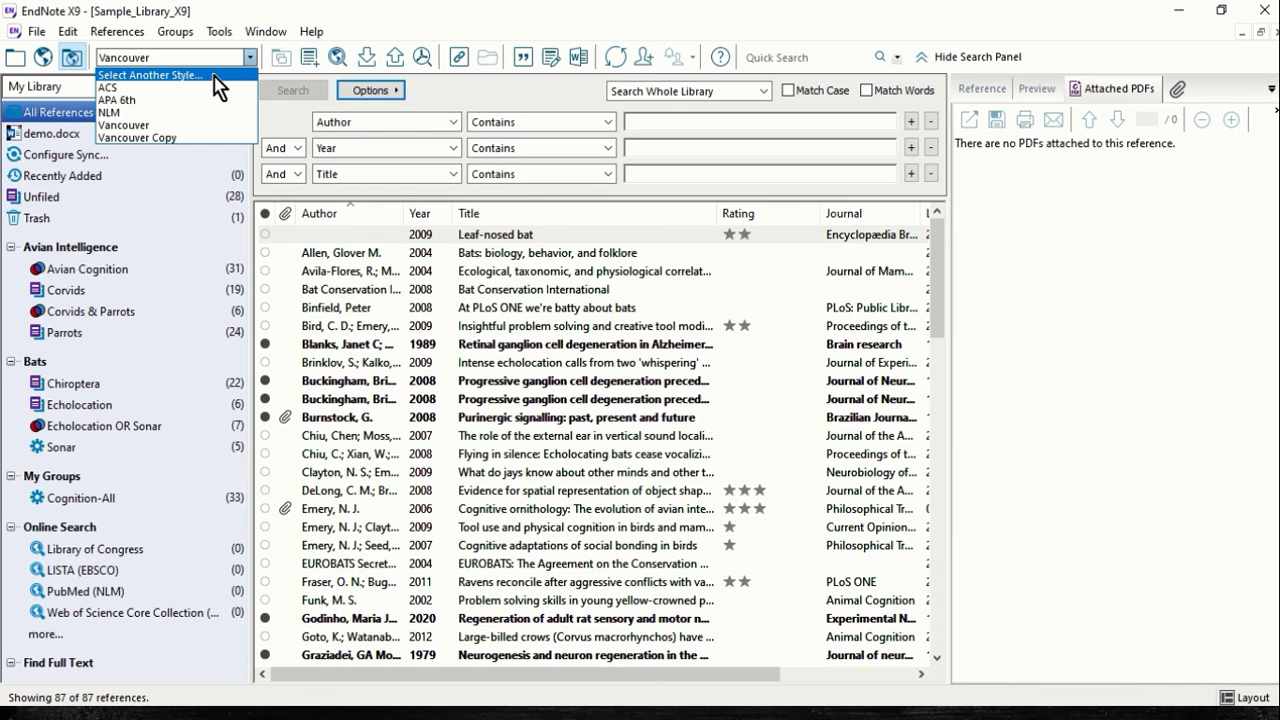 EndNote X9 - [Sample_Library_X9]
File Edit References Groups Tools Window Help
Vancouver
Quick Search
Hide Search Panel
Select Another Style...
ACS
APA 6th
NLM
Vancouver
Vancouver Copy
My Library
All References
demo.docx
Configure Sync...
Recently Added (0)
Unfiled (28)
Trash (1)
Avian Intelligence
Avian Cognition (31)
Corvids (19)
Corvids & Parrots (6)
Parrots (24)
Bats
Chiroptera (22)
Echolocation (6)
Echolocation OR Sonar (7)
Sonar (5)
My Groups
Cognition-All (33)
Online Search
Library of Congress (0)
LISTA (EBSCO) (0)
PubMed (NLM) (0)
Web of Science Core Collection (... (0)
more...
Find Full Text
Search Options Search Whole Library Match Case Match Words
Author Contains + -
And Year Contains + -
And Title Contains + -
Author Year Title Rating Journal
2009 Leaf-nosed bat Encyclopædia Br...
Allen, Glover M. 2004 Bats: biology, behavior, and folklore
Avila-Flores, R.; M... 2004 Ecological, taxonomic, and physiological correlat... Journal of Mam...
Bat Conservation I... 2008 Bat Conservation International
Binfield, Peter 2008 At PLoS ONE we're batty about bats PLoS: Public Libr...
Bird, C. D.; Emery,... 2009 Insightful problem solving and creative tool modi... Proceedings of t...
Blanks, Janet C; ... 1989 Retinal ganglion cell degeneration in Alzheimer... Brain research
Brinklov, S.; Kalko,... 2009 Intense echolocation calls from two 'whispering' ... Journal of Experi...
Buckingham, Bri... 2008 Progressive ganglion cell degeneration preced... Journal of Neur...
Buckingham, Bri... 2008 Progressive ganglion cell degeneration preced... Journal of Neur...
Burnstock, G. 2008 Purinergic signalling: past, present and future Brazilian Journa...
Chiu, Chen; Moss,... 2007 The role of the external ear in vertical sound locali... Journal of the A...
Chiu, C.; Xian, W.;... 2008 Flying in silence: Echolocating bats cease vocalizi... Proceedings of t...
Clayton, N. S.; Em... 2009 What do jays know about other minds and other t... Neurobiology of...
DeLong, C. M.; Br... 2008 Evidence for spatial representation of object shap... Journal of the A...
Emery, N. J. 2006 Cognitive ornithology: The evolution of avian inte... Philosophical Tr...
Emery, N. J.; Clayt... 2009 Tool use and physical cognition in birds and mam... Current Opinion...
Emery, N. J.; Seed,... 2007 Cognitive adaptations of social bonding in birds Philosophical Tr...
EUROBATS Secret... 2004 EUROBATS: The Agreement on the Conservation ...
Fraser, O. N.; Bug... 2011 Ravens reconcile after aggressive conflicts with va... PLoS ONE
Funk, M. S. 2002 Problem solving skills in young yellow-crowned p... Animal Cognition
Godinho, Maria J... 2020 Regeneration of adult rat sensory and motor n... Experimental N...
Goto, K.; Watanab... 2012 Large-billed crows (Corvus macrorhynchos) have ... Animal Cognition
Graziadei, GA Mo... 1979 Neurogenesis and neuron regeneration in the ... Journal of neur...
Reference Preview Attached PDFs
/0
There are no PDFs attached to this reference.
Showing 87 of 87 references.
Layout